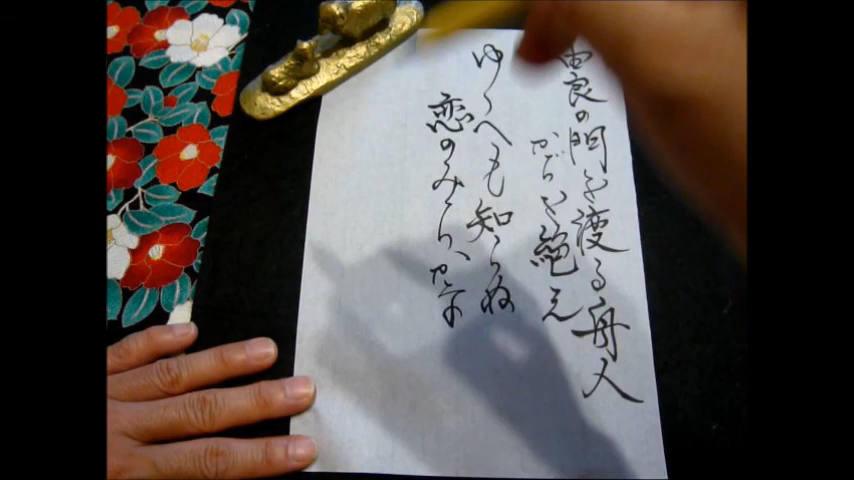 由良の門を渡る舟人
かぢを絶え
ゆくへも知らぬ
恋のみちかな